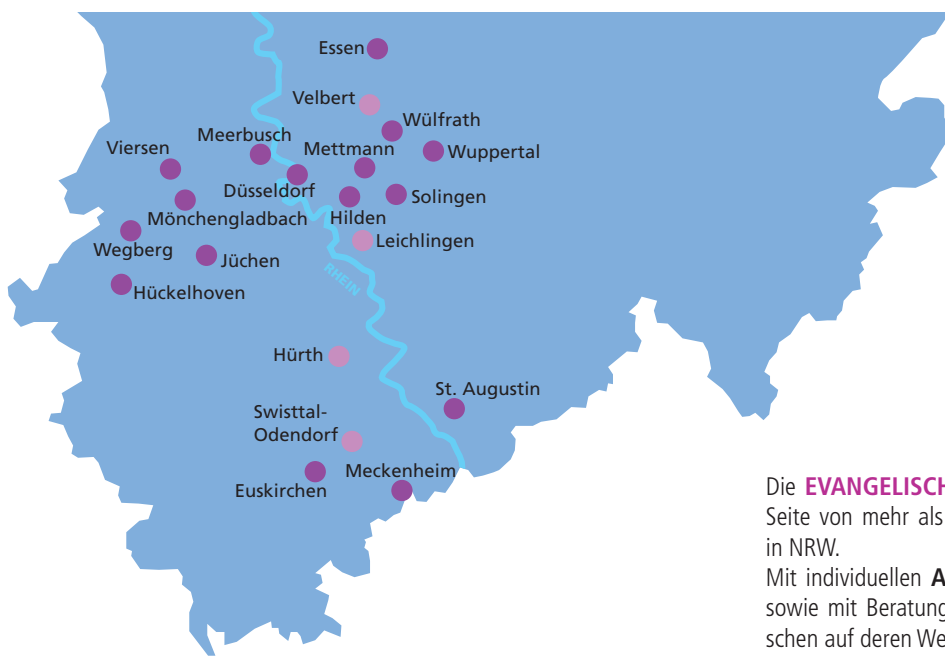 Essen
Velbert
Wülfrath
Meerbusch
Mettmann
Wuppertal
Viersen
Düsseldorf
Solingen
Mönchengladbach
Hilden
Wegberg
Leichlingen
Jüchen
RHEIN
Hückelhoven
Hürth
St. Augustin
Swisttal-
Odendorf
Meckenheim
Euskirchen
Die EVANGELISCH
Seite von mehr als
in NRW.
Mit individuellen A
sowie mit Beratung
schen auf deren We